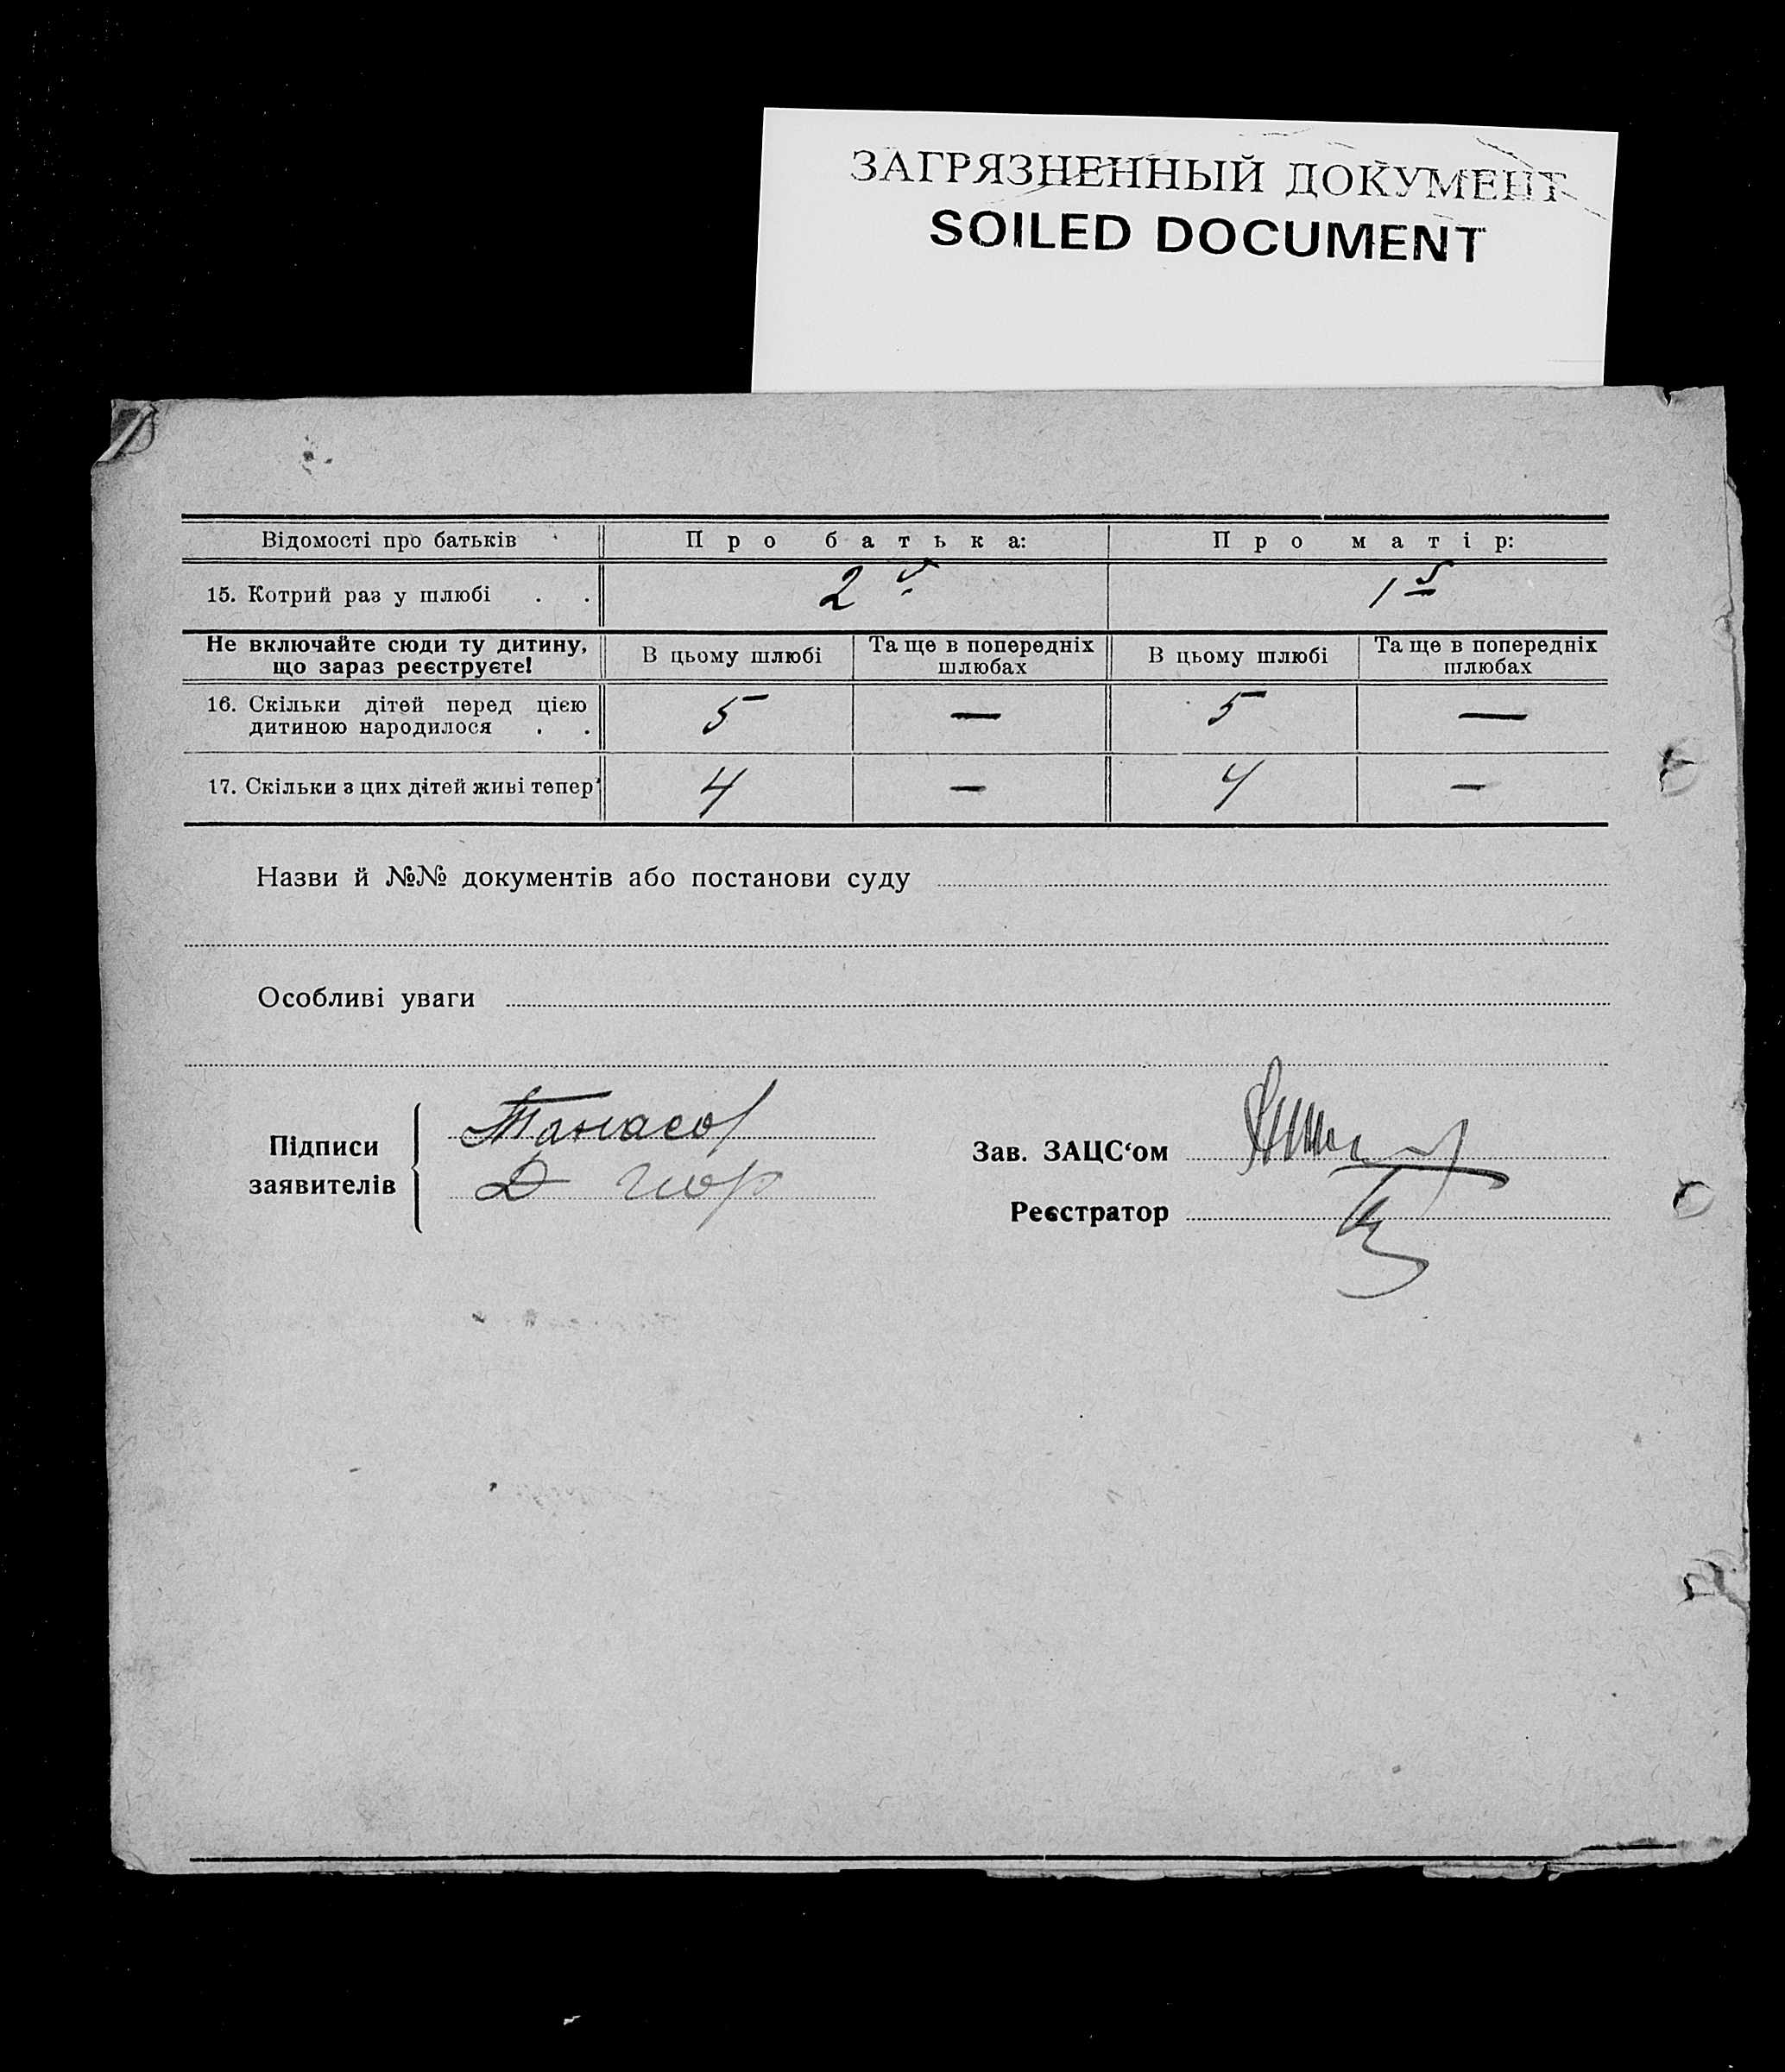 ЗАГРЯЗНЕННЫЙ ДОКУМЕНТ
SOILED DOCUMENT
Відомості про батьків Про батька: Про матір:
15. Котрий раз у шлюбі . . 2й 1й
Не включайте сюди ту дитину, що зараз реєструєте! В цьому шлюбі Та ще в попередніх шлюбах В цьому шлюбі Та ще в попередніх шлюбах
16. Скільки дітей перед цією дитиною народилося . . 5 — 5 —
17. Скільки з цих дітей живі тепер 4 — 4 —
Назви й №№ документів або постанови суду
Особливі уваги
Підписи заявителів
Танасо
Зав. ЗАЦС‘ом
Реєстратор